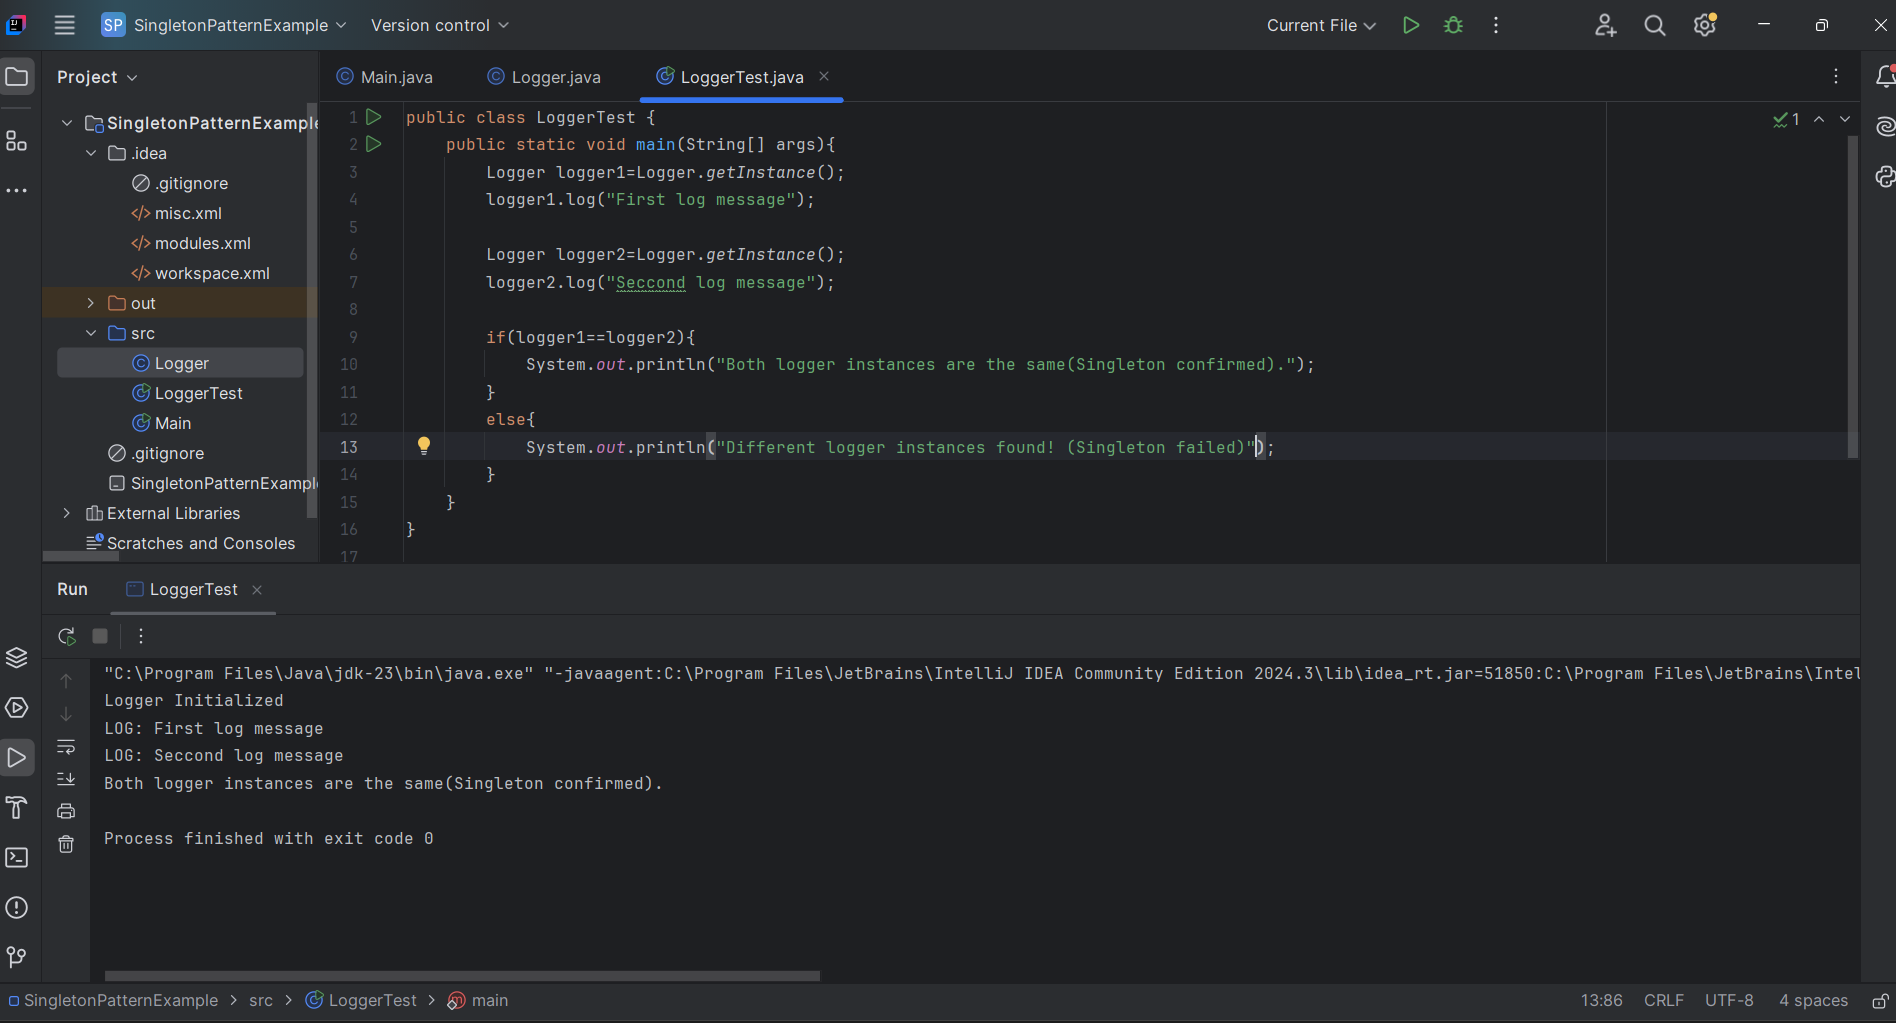 SP SingletonPatternExample Version control Current File
Project
Main.java Logger.java LoggerTest.java
SingletonPatternExample
.idea
.gitignore
misc.xml
modules.xml
workspace.xml
out
src
Logger
LoggerTest
Main
.gitignore
SingletonPatternExampl
External Libraries
Scratches and Consoles
1 public class LoggerTest {
2 public static void main(String[] args){
3 Logger logger1=Logger.getInstance();
4 logger1.log("First log message");
5
6 Logger logger2=Logger.getInstance();
7 logger2.log("Seccond log message");
8
9 if(logger1==logger2){
10 System.out.println("Both logger instances are the same(Singleton confirmed).");
11 }
12 else{
13 System.out.println("Different logger instances found! (Singleton failed)");
14 }
15 }
16 }
17
1
Run LoggerTest
"C:\Program Files\Java\jdk-23\bin\java.exe" "-javaagent:C:\Program Files\JetBrains\IntelliJ IDEA Community Edition 2024.3\lib\idea_rt.jar=51850:C:\Program Files\JetBrains\Intel
Logger Initialized
LOG: First log message
LOG: Seccond log message
Both logger instances are the same(Singleton confirmed).
Process finished with exit code 0
SingletonPatternExample > src > LoggerTest > main 13:86 CRLF UTF-8 4 spaces